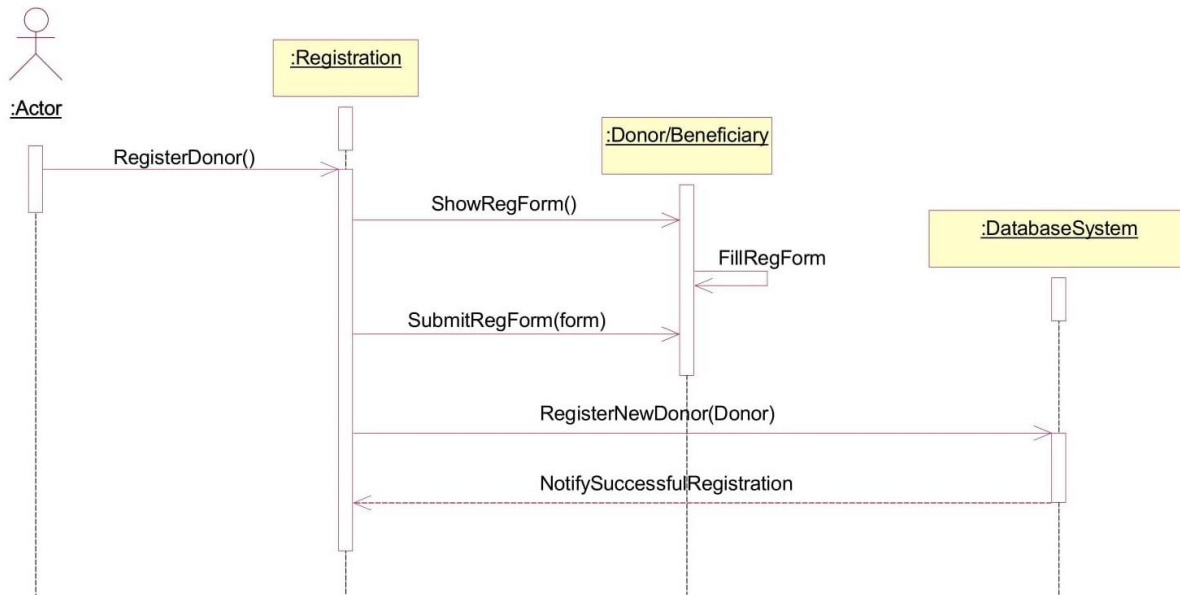 :Registration
:Actor
:Donor/Beneficiary
RegisterDonor()
ShowRegForm()
:DatabaseSystem
FillRegForm
SubmitRegForm(form)
RegisterNewDonor(Donor)
NotifySuccessfulRegistration